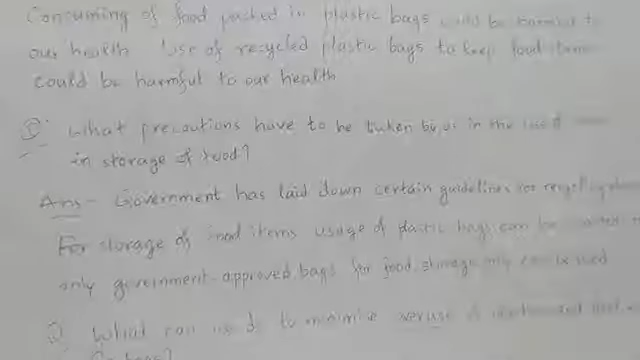 Consuming of food packed in plastic bags could be harmful to
our health Use of recycled plastic bags to keep food items
could be harmful to our health
Q What precautions have to be taken by us in the use of
in storage of food?
Ans- Government has laid down certain guidelines for recycling
For storage of food items usage of plastic bags can be
only government-approved bags for food storage only can be used
Q What can we do to minimise